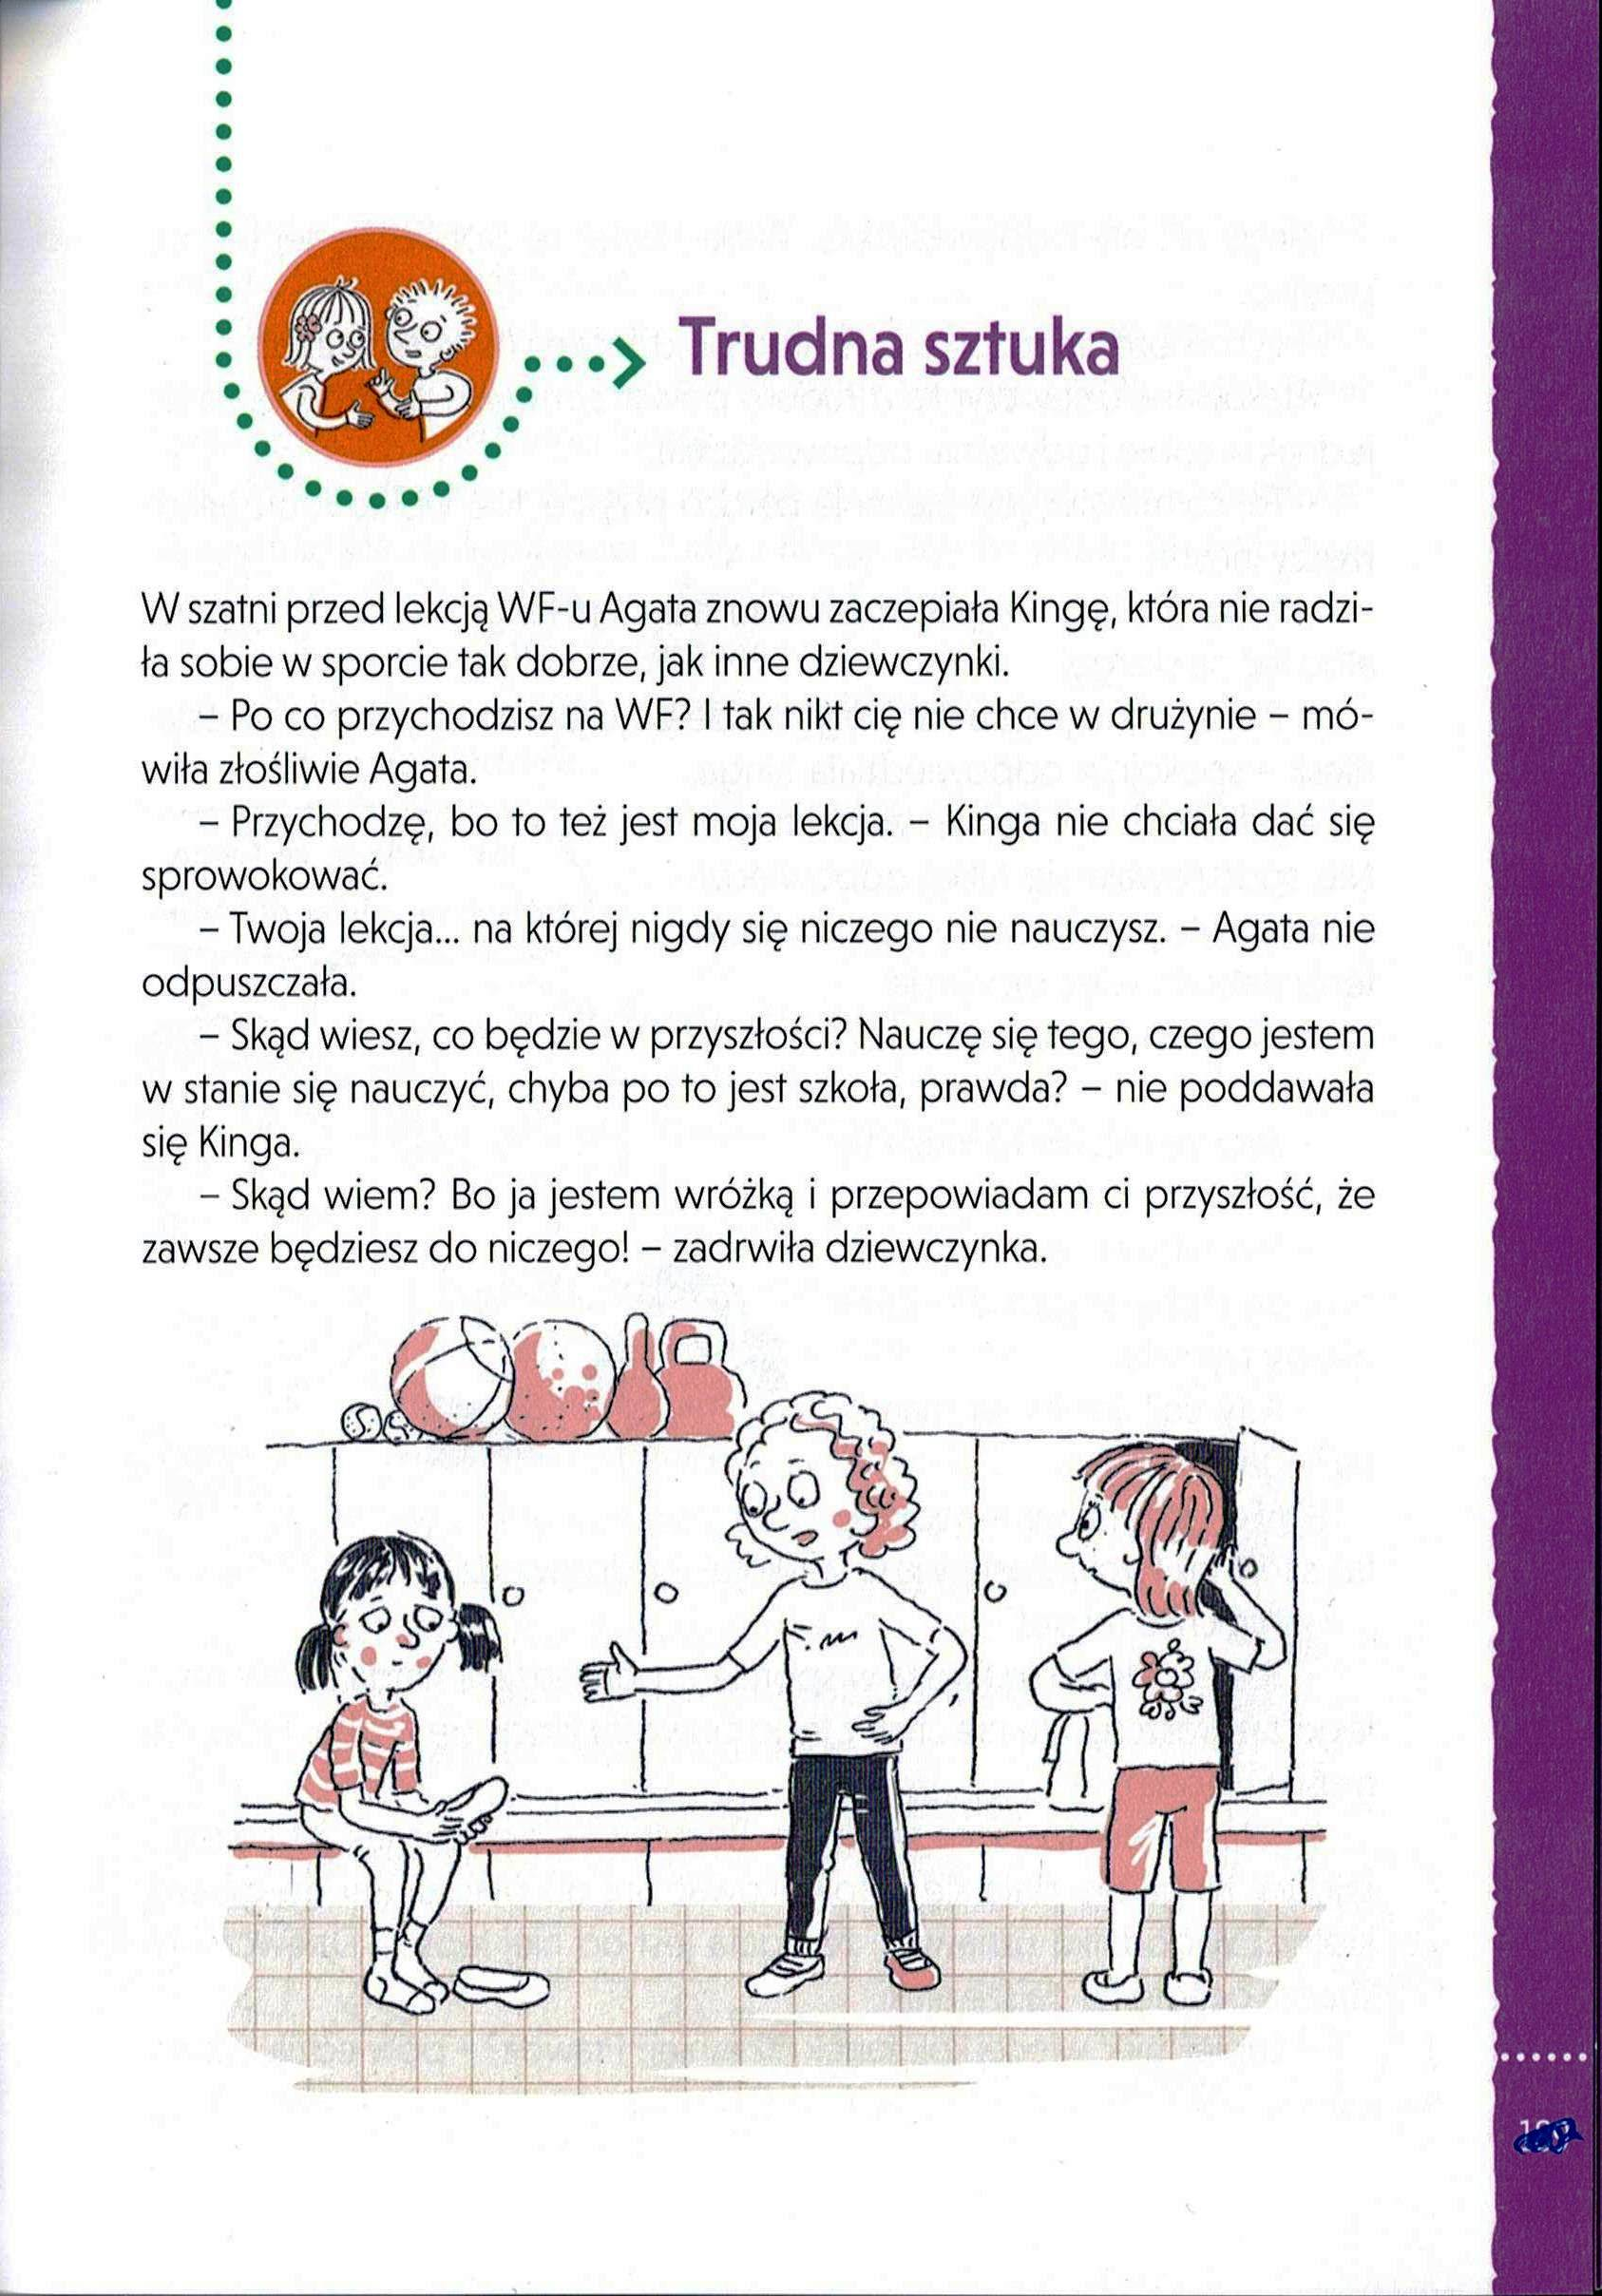 Trudna sztuka
W szatni przed lekcją WF-u Agata znowu zaczepiała Kingę, która nie radzi-
ła sobie w sporcie tak dobrze, jak inne dziewczynki.
– Po co przychodzisz na WF? I tak nikt cię nie chce w drużynie – mó-
wiła złośliwie Agata.
– Przychodzę, bo to też jest moja lekcja. – Kinga nie chciała dać się
sprowokować.
– Twoja lekcja... na której nigdy się niczego nie nauczysz. – Agata nie
odpuszczała.
– Skąd wiesz, co będzie w przyszłości? Nauczę się tego, czego jestem
w stanie się nauczyć, chyba po to jest szkoła, prawda? – nie poddawała
się Kinga.
– Skąd wiem? Bo ja jestem wróżką i przepowiadam ci przyszłość, że
zawsze będziesz do niczego! – zadrwiła dziewczynka.